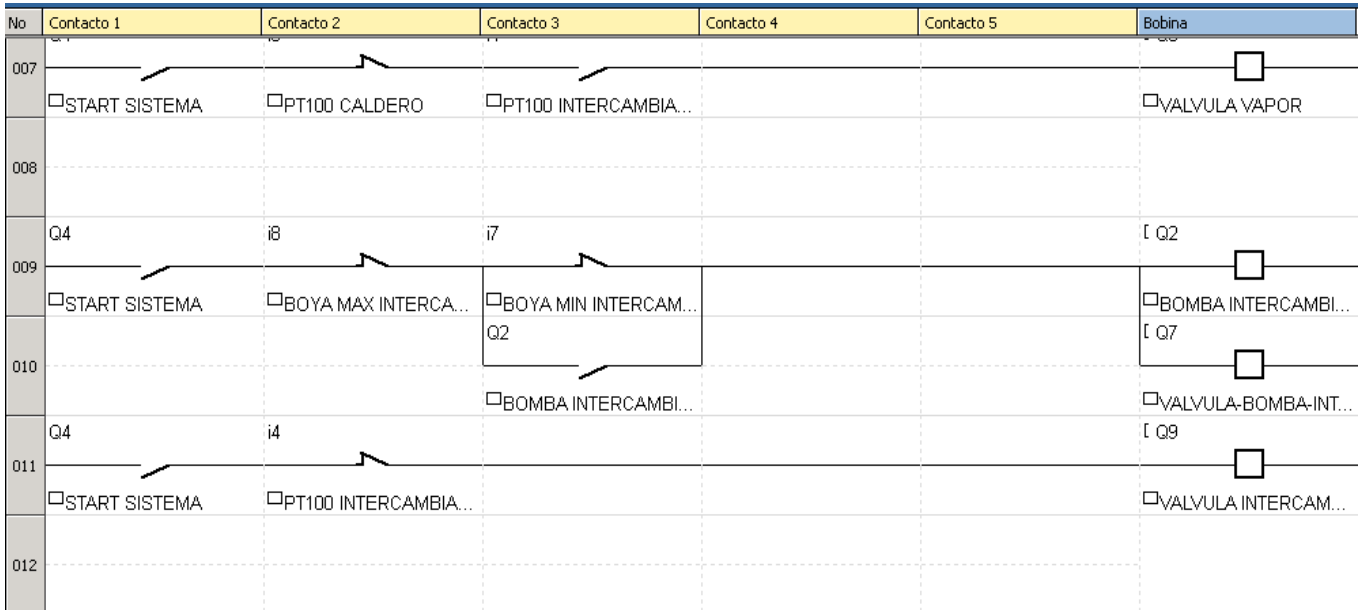 No Contacto 1 Contacto 2 Contacto 3 Contacto 4 Contacto 5 Bobina
007
START SISTEMA PT100 CALDERO PT100 INTERCAMBIA... VALVULA VAPOR
008
Q4 i8 i7 [ Q2
009
START SISTEMA BOYA MAX INTERCA... BOYA MIN INTERCAM... BOMBA INTERCAMBI...
Q2 [ Q7
010
BOMBA INTERCAMBI... VALVULA-BOMBA-INT...
Q4 i4 [ Q9
011
START SISTEMA PT100 INTERCAMBIA... VALVULA INTERCAM...
012